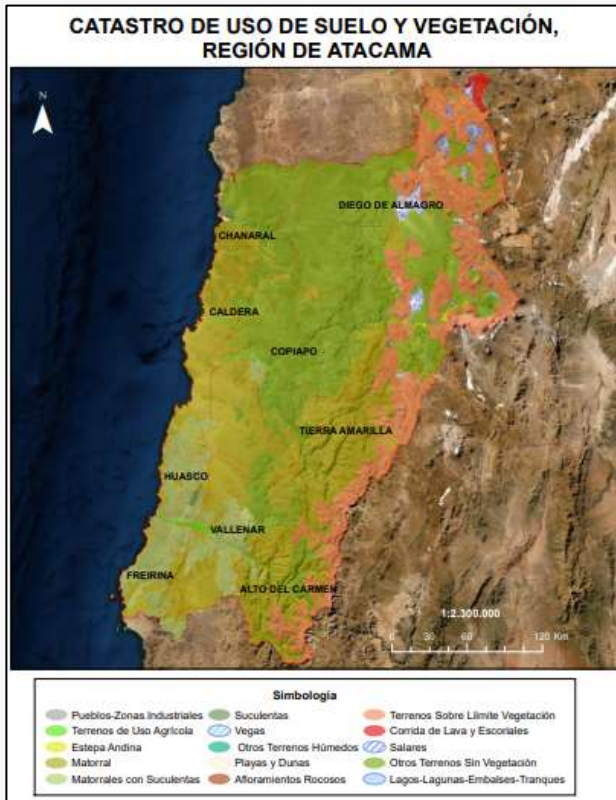 CATASTRO DE USO DE SUELO Y VEGETACIÓN,
REGIÓN DE ATACAMA
N
DIEGO DE ALMAGRO
CHAÑARAL
CALDERA
COPIAPO
TIERRA AMARILLA
HUASCO
VALLENAR
FREIRINA
ALTO DEL CARMEN
1:2.300.000
0 30 60 120 Km
Simbología
Pueblos-Zonas Industriales
Terrenos de Uso Agrícola
Estepa Andina
Matorral
Matorrales con Suculentas
Suculentas
Vegas
Otros Terrenos Húmedos
Playas y Dunas
Afloramientos Rocosos
Terrenos Sobre Límite Vegetación
Corrida de Lava y Escoriales
Salares
Otros Terrenos Sin Vegetación
Lagos-Lagunas-Embalses-Tranques